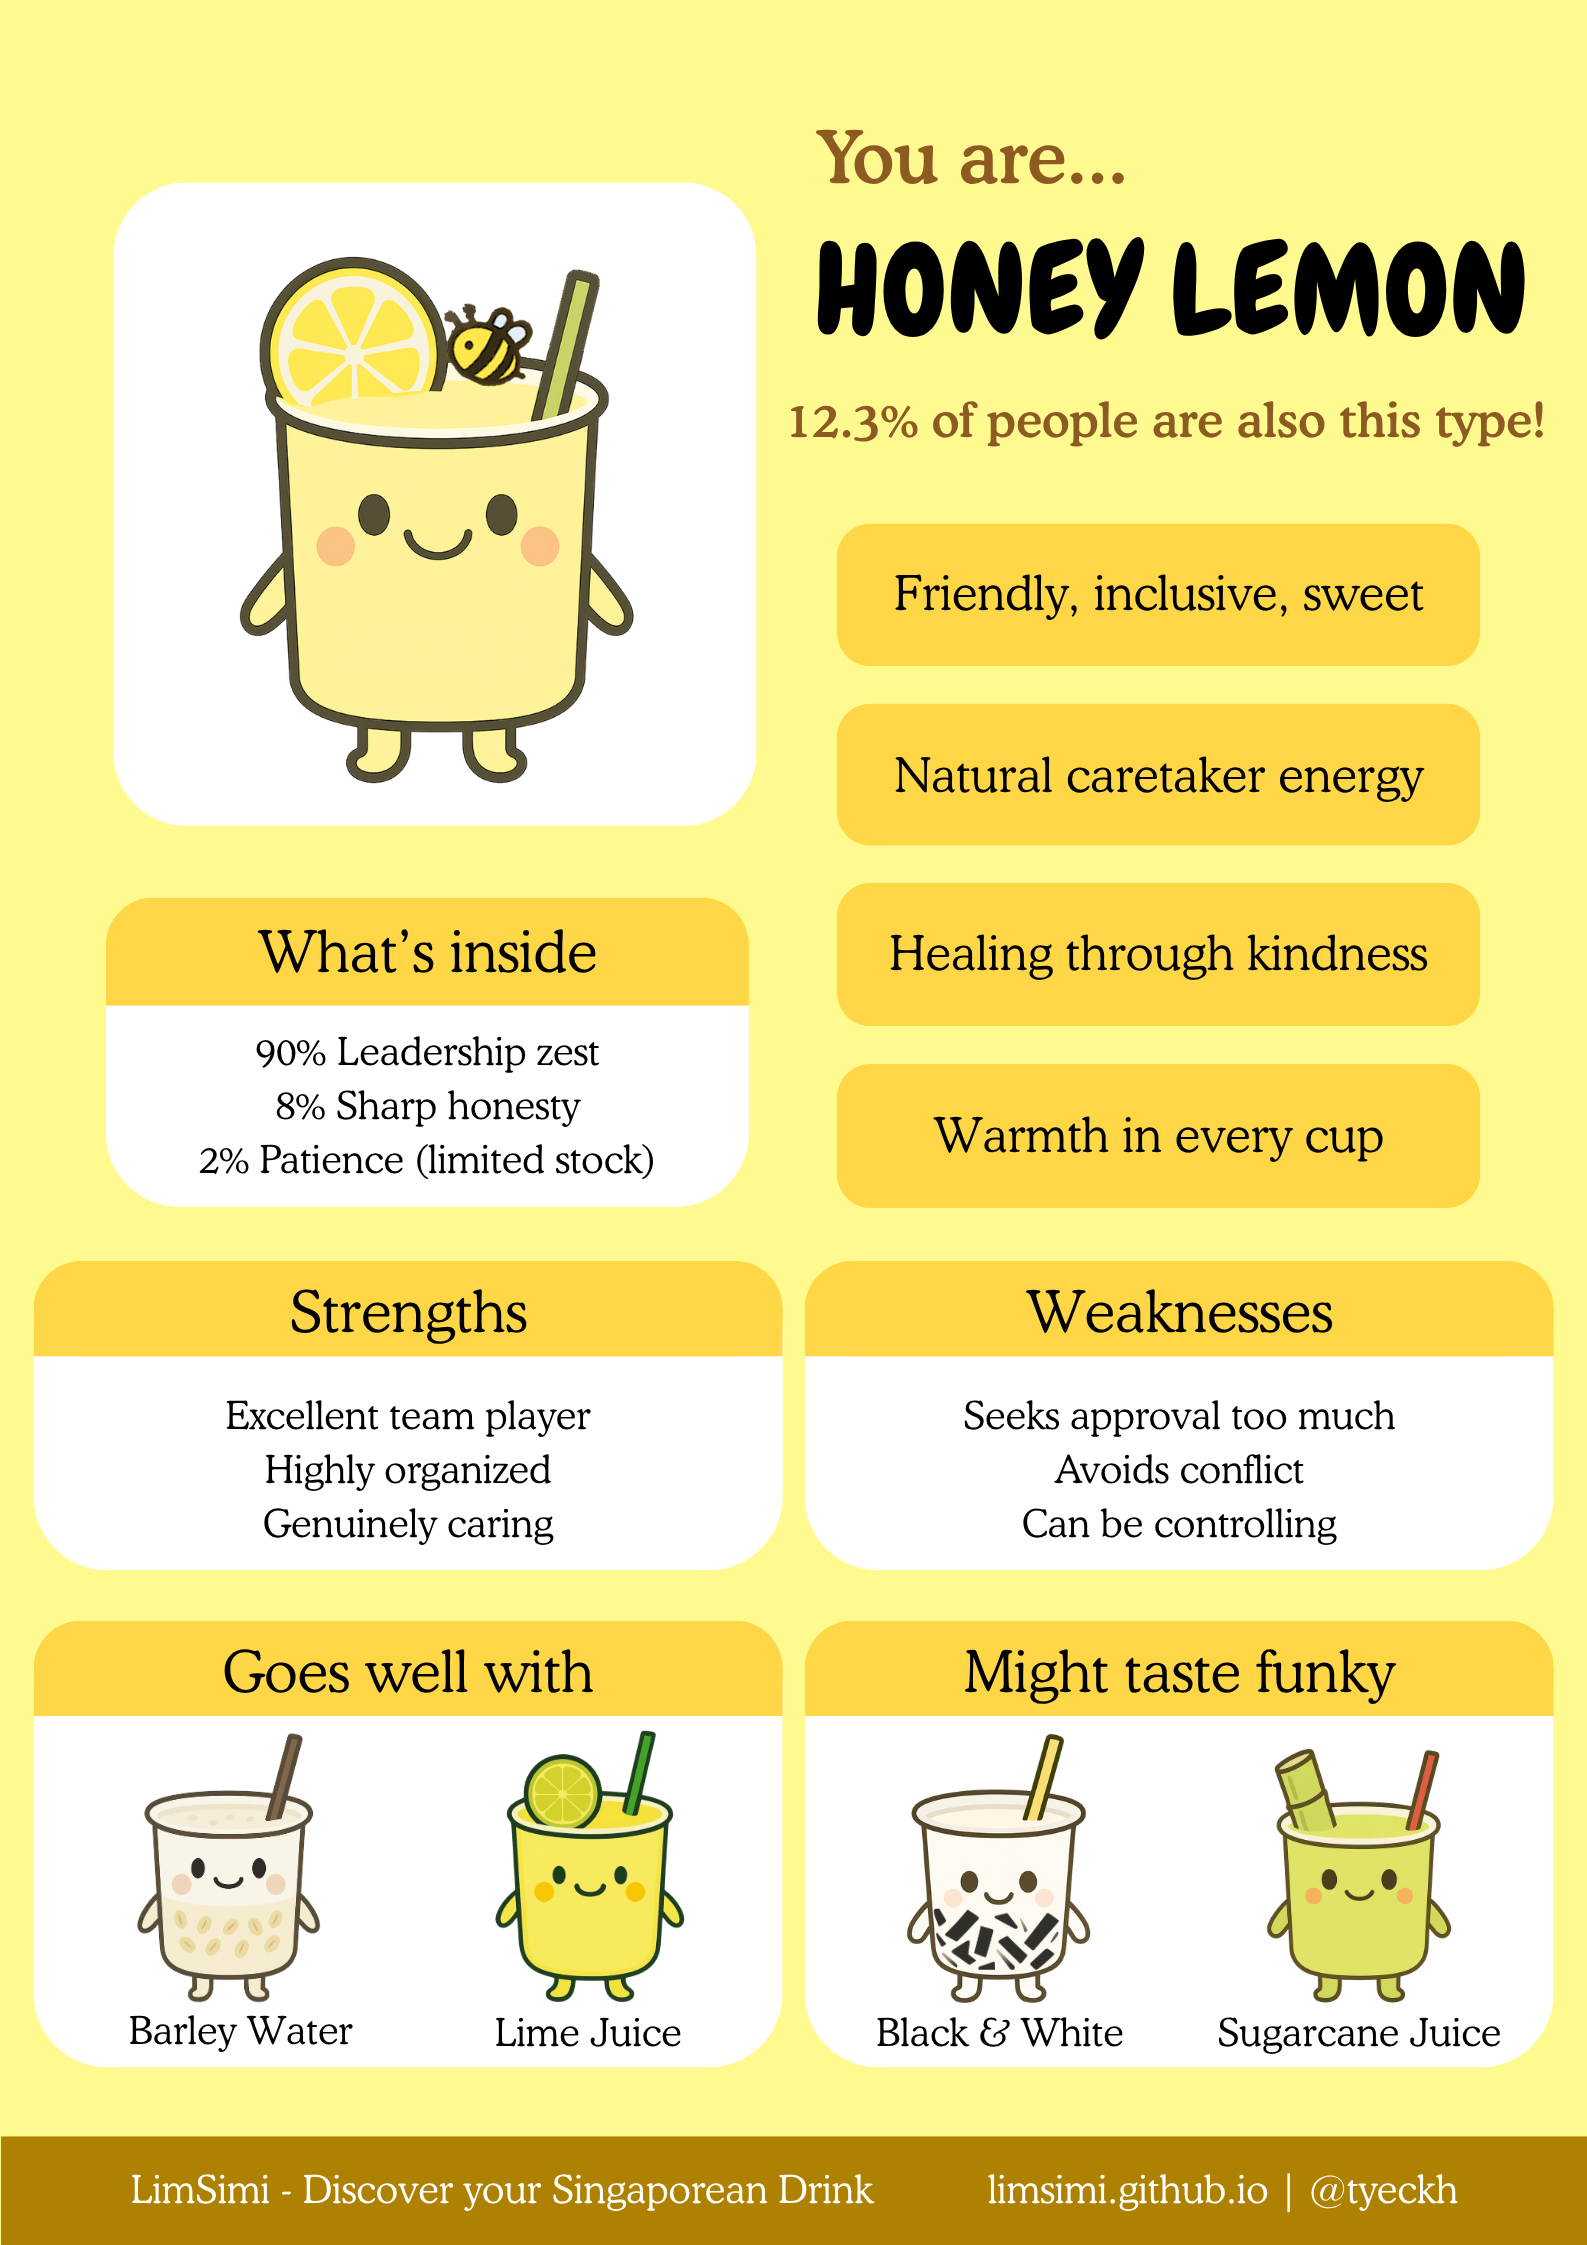 You are...
HONEY LEMON
12.3% of people are also this type!
Friendly, inclusive, sweet
Natural caretaker energy
Healing through kindness
Warmth in every cup
What's inside
90% Leadership zest
8% Sharp honesty
2% Patience (limited stock)
Strengths
Excellent team player
Highly organized
Genuinely caring
Weaknesses
Seeks approval too much
Avoids conflict
Can be controlling
Goes well with
Barley Water
Lime Juice
Might taste funky
Black & White
Sugarcane Juice
LimSimi - Discover your Singaporean Drink
limsimi.github.io | @tyeckh